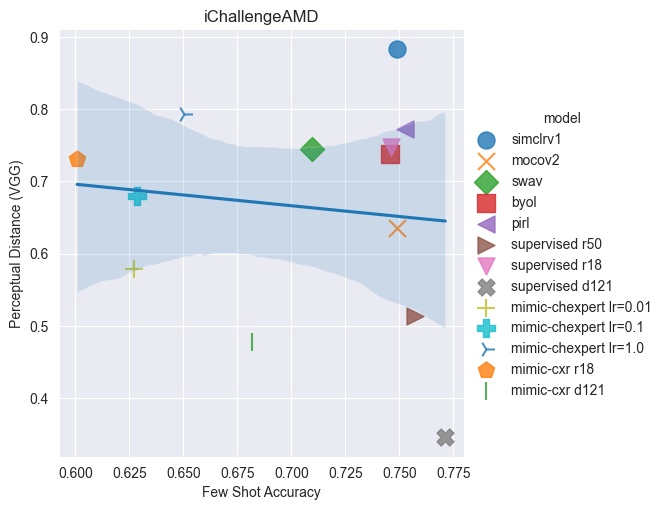 iChallengeAMD
0.9
0.8
0.7
0.6
0.5
0.4
Perceptual Distance (VGG)
0.600 0.625 0.650 0.675 0.700 0.725 0.750 0.775
Few Shot Accuracy
model
simclrv1
mocov2
swav
byol
pirl
supervised r50
supervised r18
supervised d121
mimic-chexpert lr=0.01
mimic-chexpert lr=0.1
mimic-chexpert lr=1.0
mimic-cxr r18
mimic-cxr d121